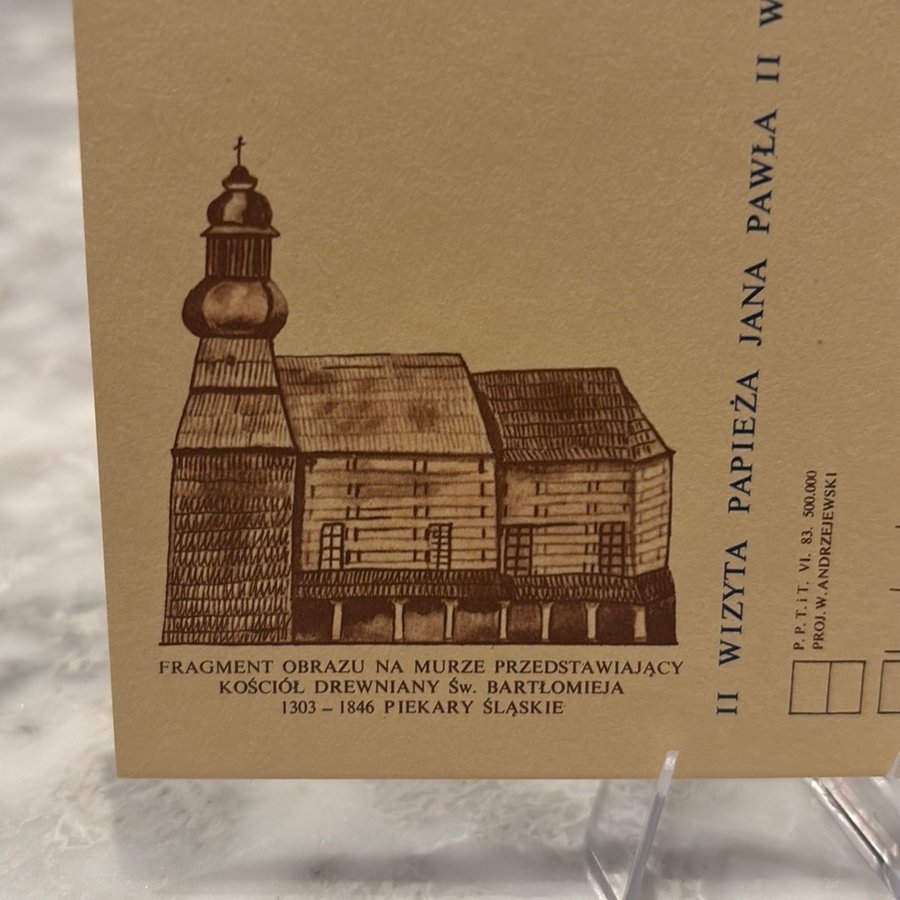 FRAGMENT OBRAZU NA MURZE PRZEDSTAWIAJĄCY
KOŚCIÓŁ DREWNIANY Św. BARTŁOMIEJA
1303 – 1846 PIEKARY ŚLĄSKIE
II WIZYTA PAPIEŻA JANA PAWŁA II W
P. P. T. i T. VI. 83. 500.000
PROJ. W. ANDRZEJEWSKI